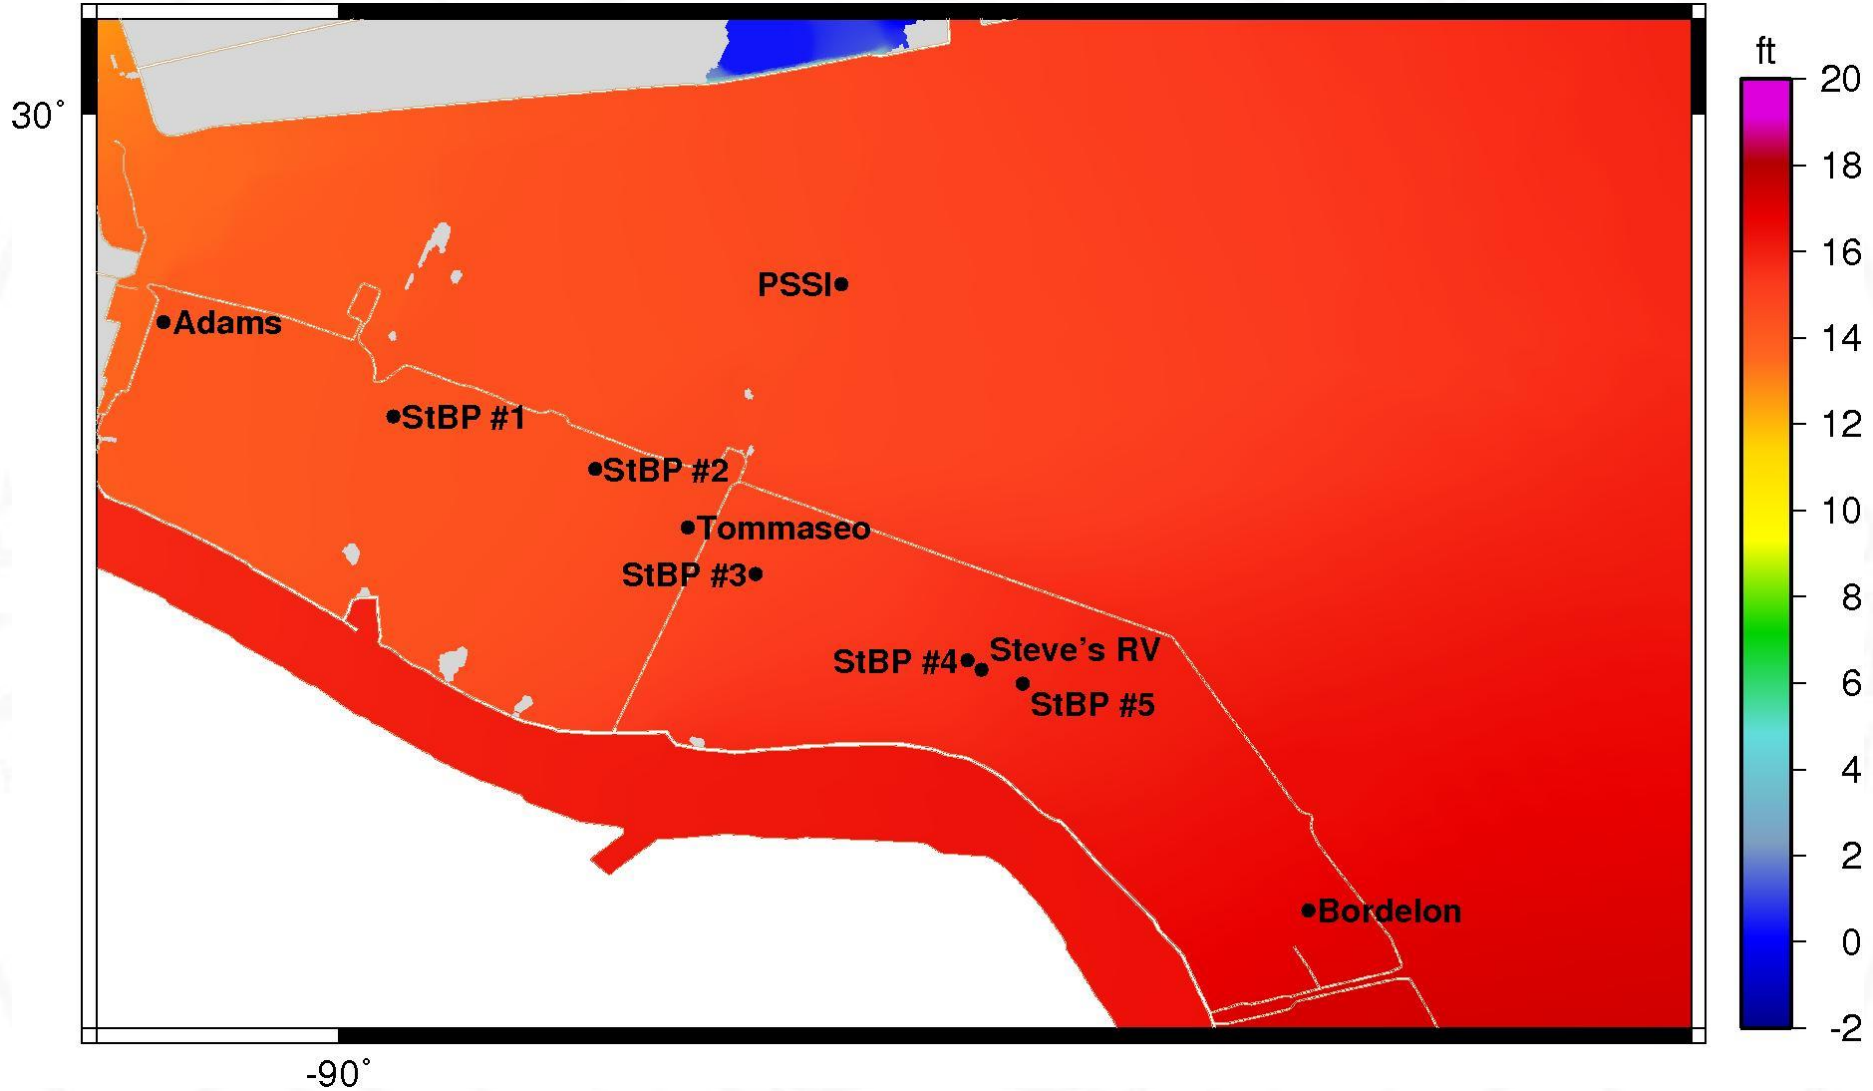 ft
20
30°
18
16
PSSI
Adams
14
StBP #1
12
StBP #2
10
Tommaseo
StBP #3
8
Steve's RV
StBP #4
6
StBP #5
4
2
Bordelon
0
-2
-90°